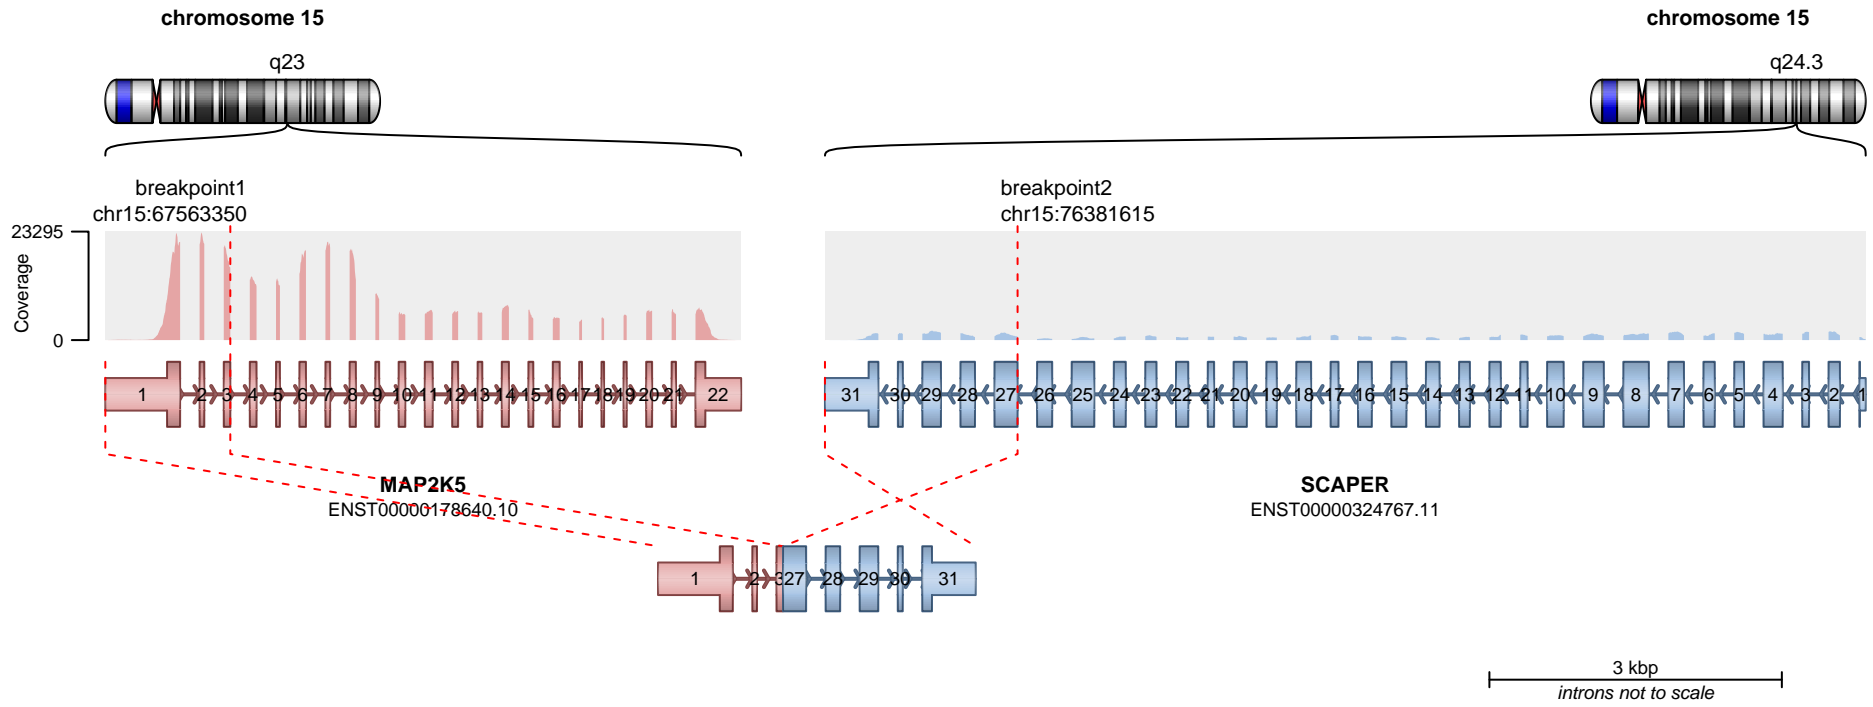 chromosome 15
chromosome 15
q23
q24.3
breakpoint1
chr15:67563350
breakpoint2
chr15:76381615
23295
Coverage
0
1 2 3 4 5 6 7 8 9 10 11 12 13 14 15 16 17 18 19 20 21 22
31 30 29 28 27 26 25 24 23 22 21 20 19 18 17 16 15 14 13 12 11 10 9 8 7 6 5 4 3 2 1
MAP2K5
ENST00000178640.10
SCAPER
ENST00000324767.11
1 2 3 27 28 29 30 31
3 kbp
introns not to scale